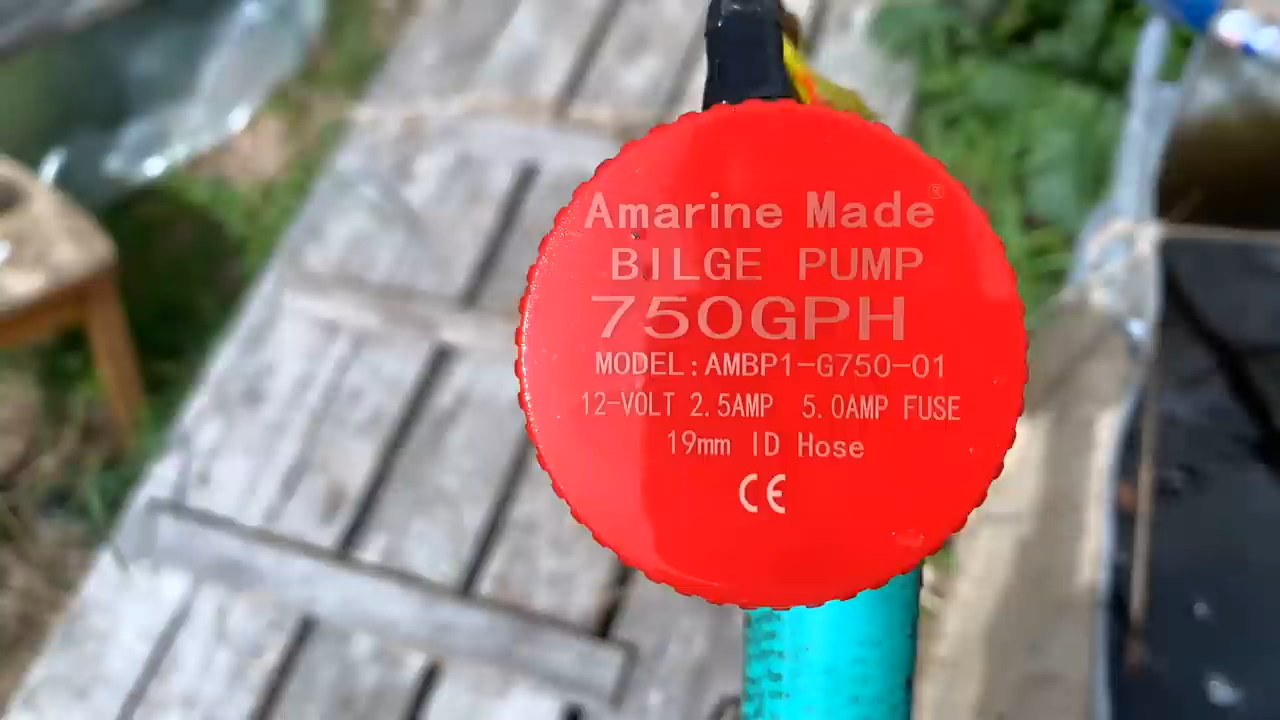 Amarine Made®
BILGE PUMP
750GPH
MODEL:AMBP1-G750-01
12-VOLT 2.5AMP 5.0AMP FUSE
19mm ID Hose
CE